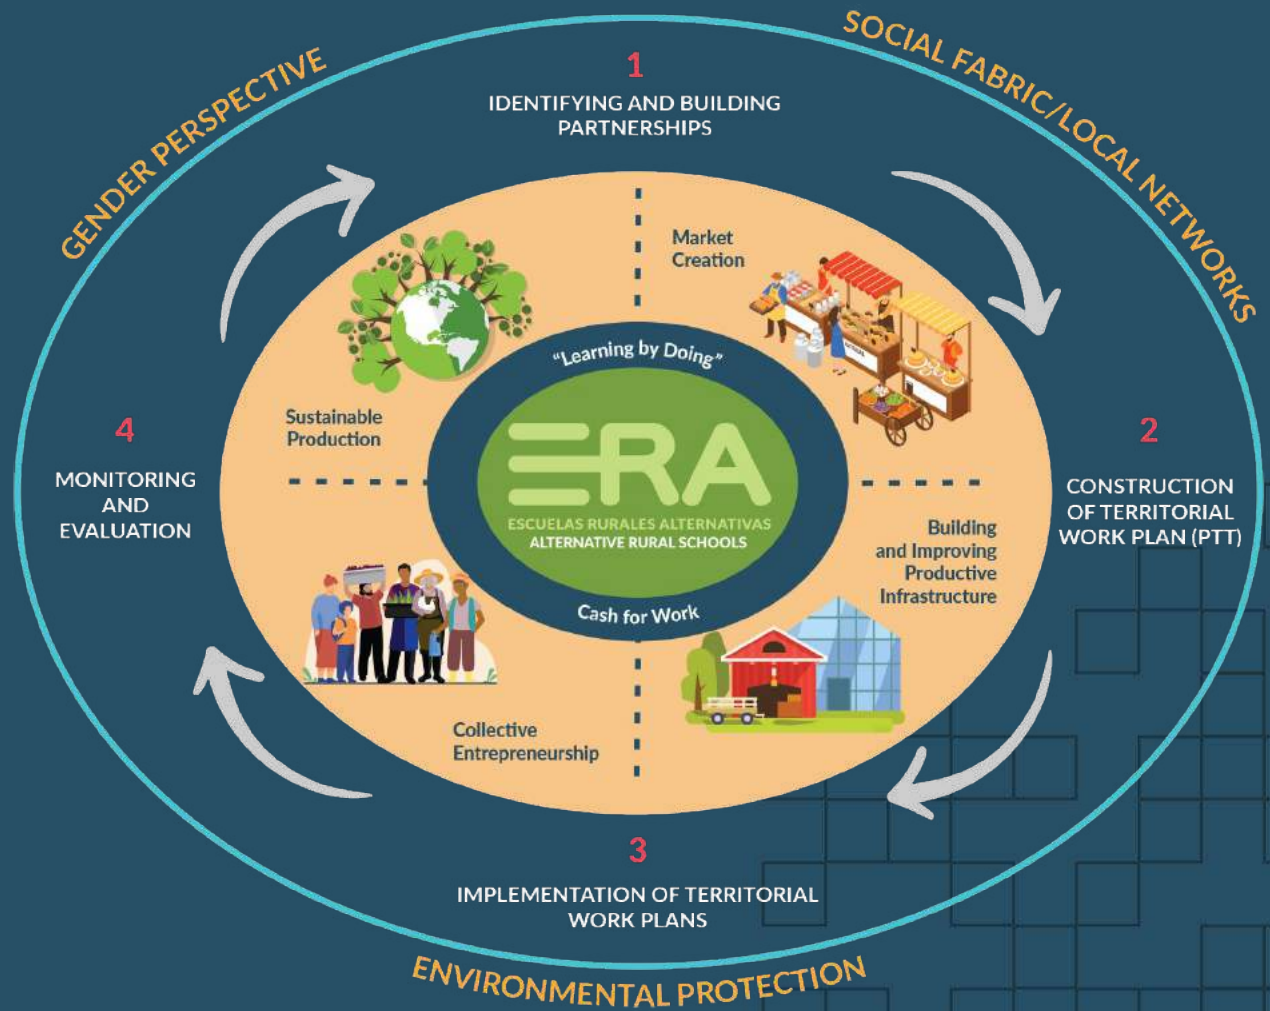 GENDER PERSPECTIVE
SOCIAL FABRIC/LOCAL NETWORKS
1
IDENTIFYING AND BUILDING
PARTNERSHIPS
Market
Creation
"Learning by Doing"
Sustainable
Production
4
MONITORING
AND
EVALUATION
ERA
ESCUELAS RURALES ALTERNATIVAS
ALTERNATIVE RURAL SCHOOLS
2
CONSTRUCTION
OF TERRITORIAL
WORK PLAN (PTT)
Building
and Improving
Productive
Infrastructure
Cash for Work
Collective
Entrepreneurship
3
IMPLEMENTATION OF TERRITORIAL
WORK PLANS
ENVIRONMENTAL PROTECTION